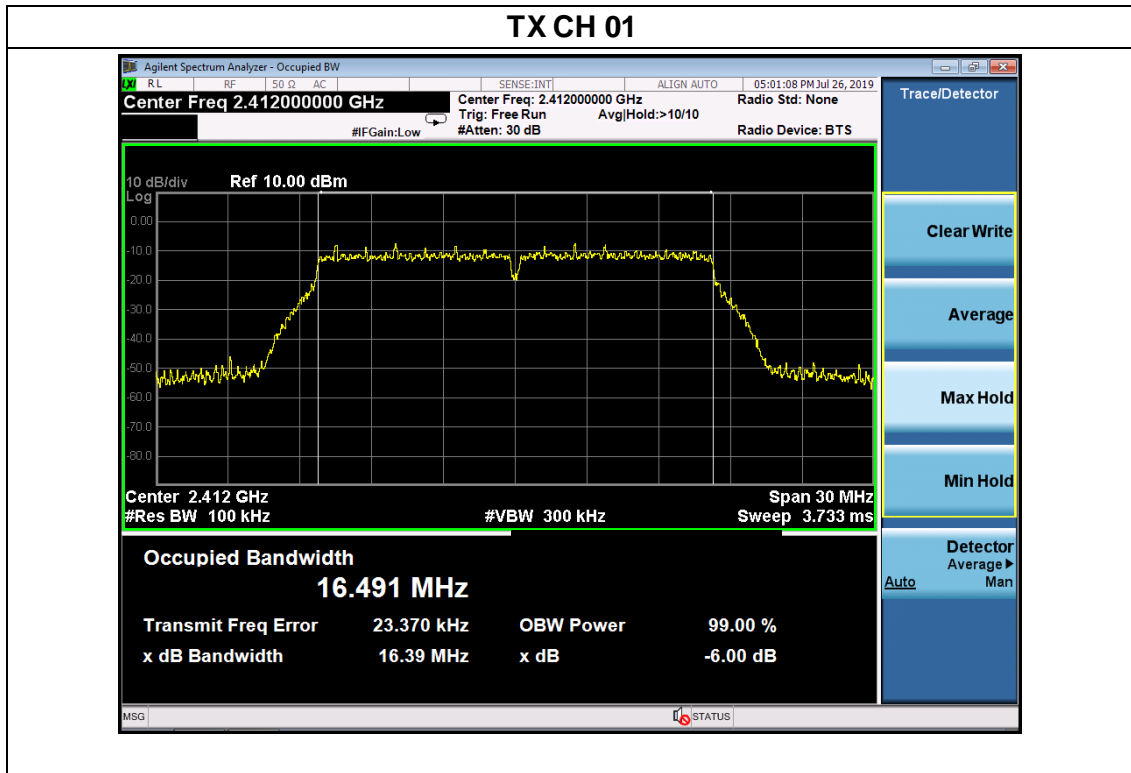 TX CH 01
Agilent Spectrum Analyzer - Occupied BW
LXI RL RF 50 Ω AC SENSE:INT ALIGN AUTO 05:01:08 PM Jul 26, 2019
Center Freq 2.412000000 GHz
Center Freq: 2.412000000 GHz Radio Std: None
Trig: Free Run Avg|Hold:>10/10
#IFGain:Low #Atten: 30 dB Radio Device: BTS
10 dB/div Ref 10.00 dBm
Log
0.00
-10.0
-20.0
-30.0
-40.0
-50.0
-60.0
-70.0
-80.0
Center 2.412 GHz Span 30 MHz
#Res BW 100 kHz #VBW 300 kHz Sweep 3.733 ms
Occupied Bandwidth
16.491 MHz
Transmit Freq Error 23.370 kHz OBW Power 99.00 %
x dB Bandwidth 16.39 MHz x dB -6.00 dB
MSG STATUS
Trace/Detector
Clear Write
Average
Max Hold
Min Hold
Detector
Average
Auto Man